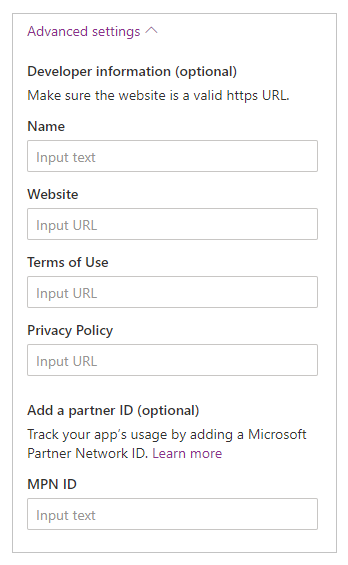 Advanced settings
Developer information (optional)
Make sure the website is a valid https URL.
Name
Input text
Website
Input URL
Terms of Use
Input URL
Privacy Policy
Input URL
Add a partner ID (optional)
Track your app’s usage by adding a Microsoft
Partner Network ID. Learn more
MPN ID
Input text